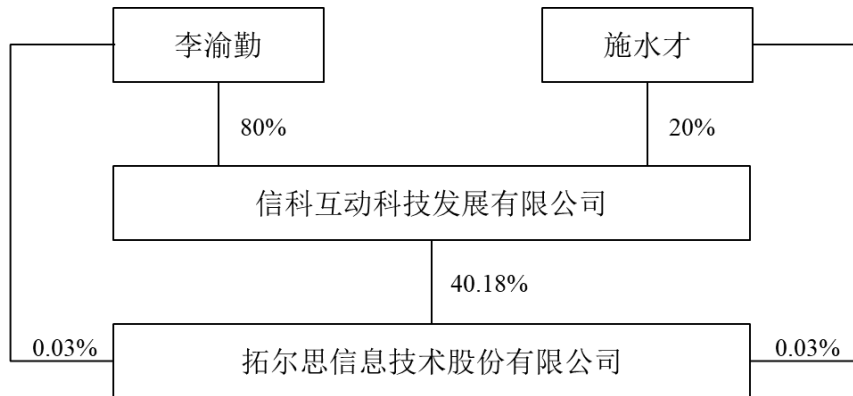 李渝勤
施水才
80%
20%
信科互动科技发展有限公司
40.18%
0.03%
拓尔思信息技术股份有限公司
0.03%